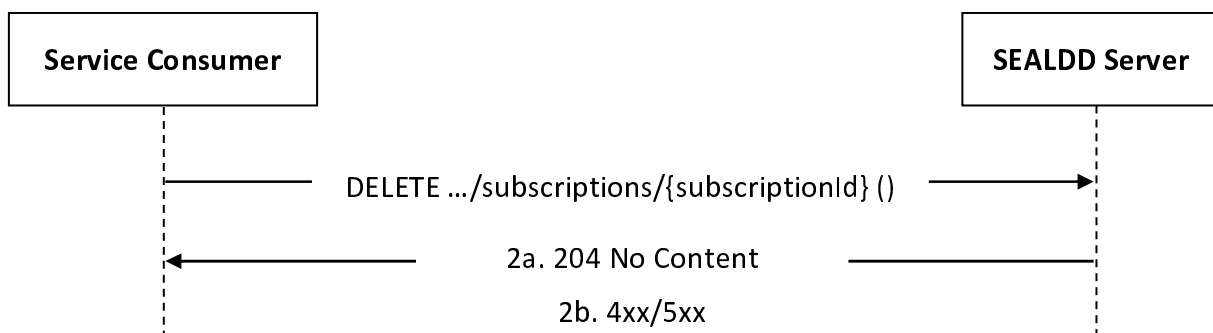 Service Consumer
SEALDD Server
DELETE .../subscriptions/{subscriptionId} ()
2a. 204 No Content
2b. 4xx/5xx